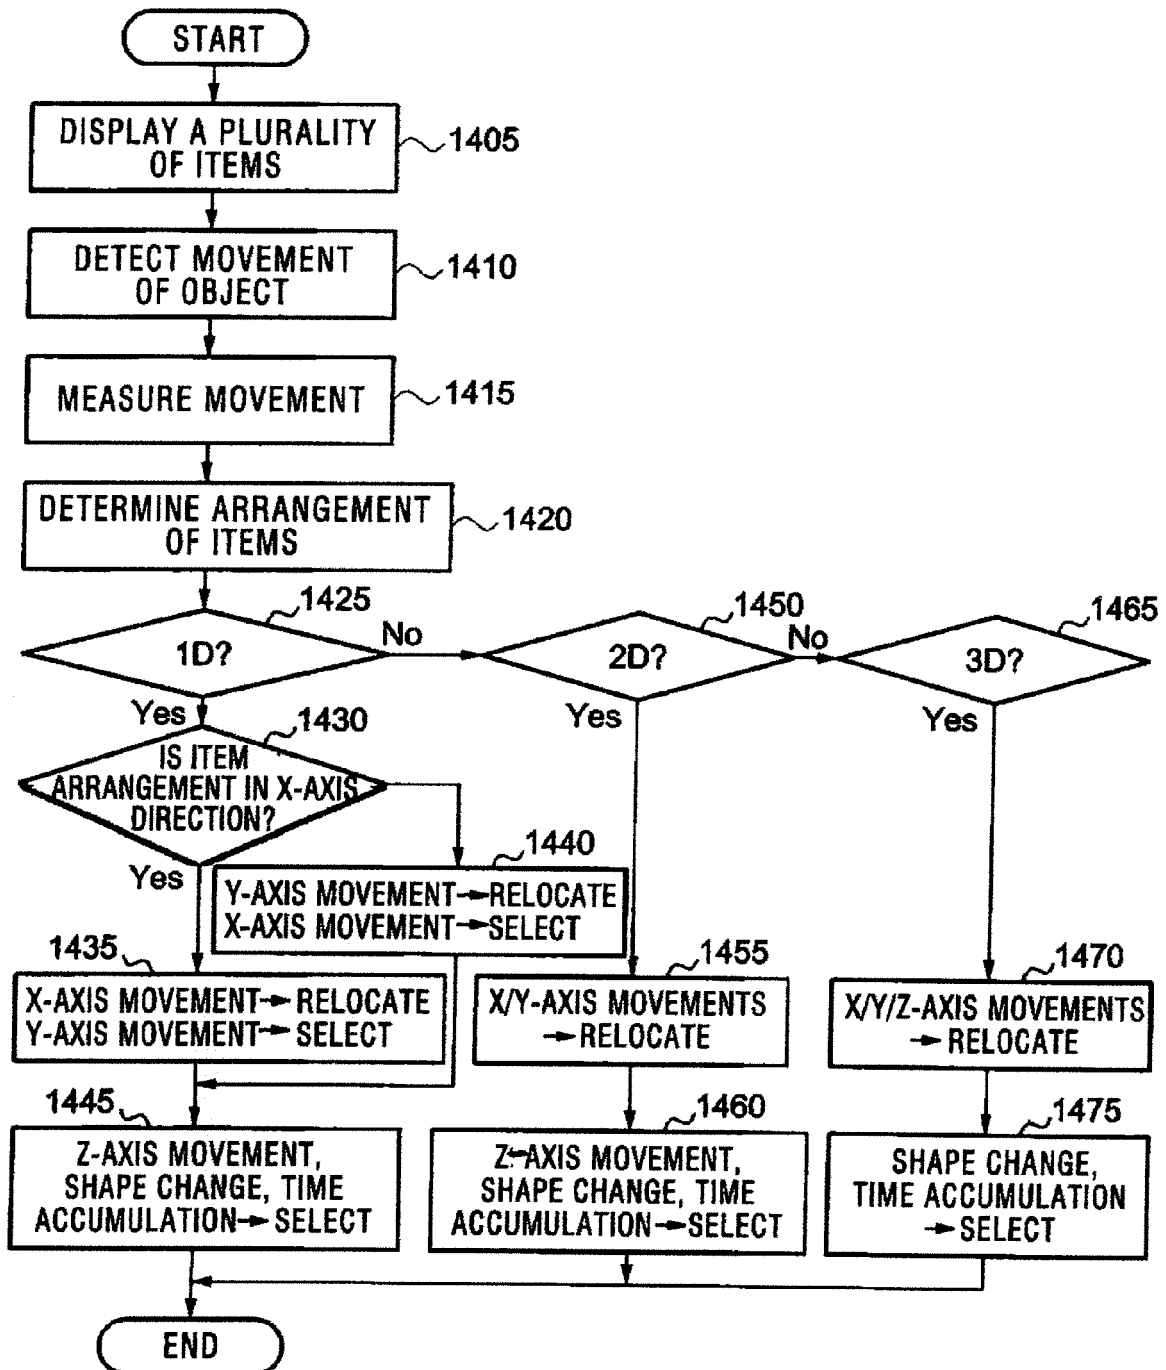 START
DISPLAY A PLURALITY
OF ITEMS
1405
DETECT MOVEMENT
OF OBJECT
1410
MEASURE MOVEMENT
1415
DETERMINE ARRANGEMENT
OF ITEMS
1420
1425
1D?
No
1450
2D?
No
1465
3D?
Yes
Yes
Yes
1430
IS ITEM
ARRANGEMENT IN X-AXIS
DIRECTION?
Yes
1440
Y-AXIS MOVEMENT→RELOCATE
X-AXIS MOVEMENT→SELECT
1435
X-AXIS MOVEMENT→RELOCATE
Y-AXIS MOVEMENT→SELECT
1455
X/Y-AXIS MOVEMENTS
→RELOCATE
1470
X/Y/Z-AXIS MOVEMENTS
→RELOCATE
1445
Z-AXIS MOVEMENT,
SHAPE CHANGE, TIME
ACCUMULATION→SELECT
1460
Z-AXIS MOVEMENT,
SHAPE CHANGE, TIME
ACCUMULATION→SELECT
1475
SHAPE CHANGE,
TIME ACCUMULATION
→SELECT
END